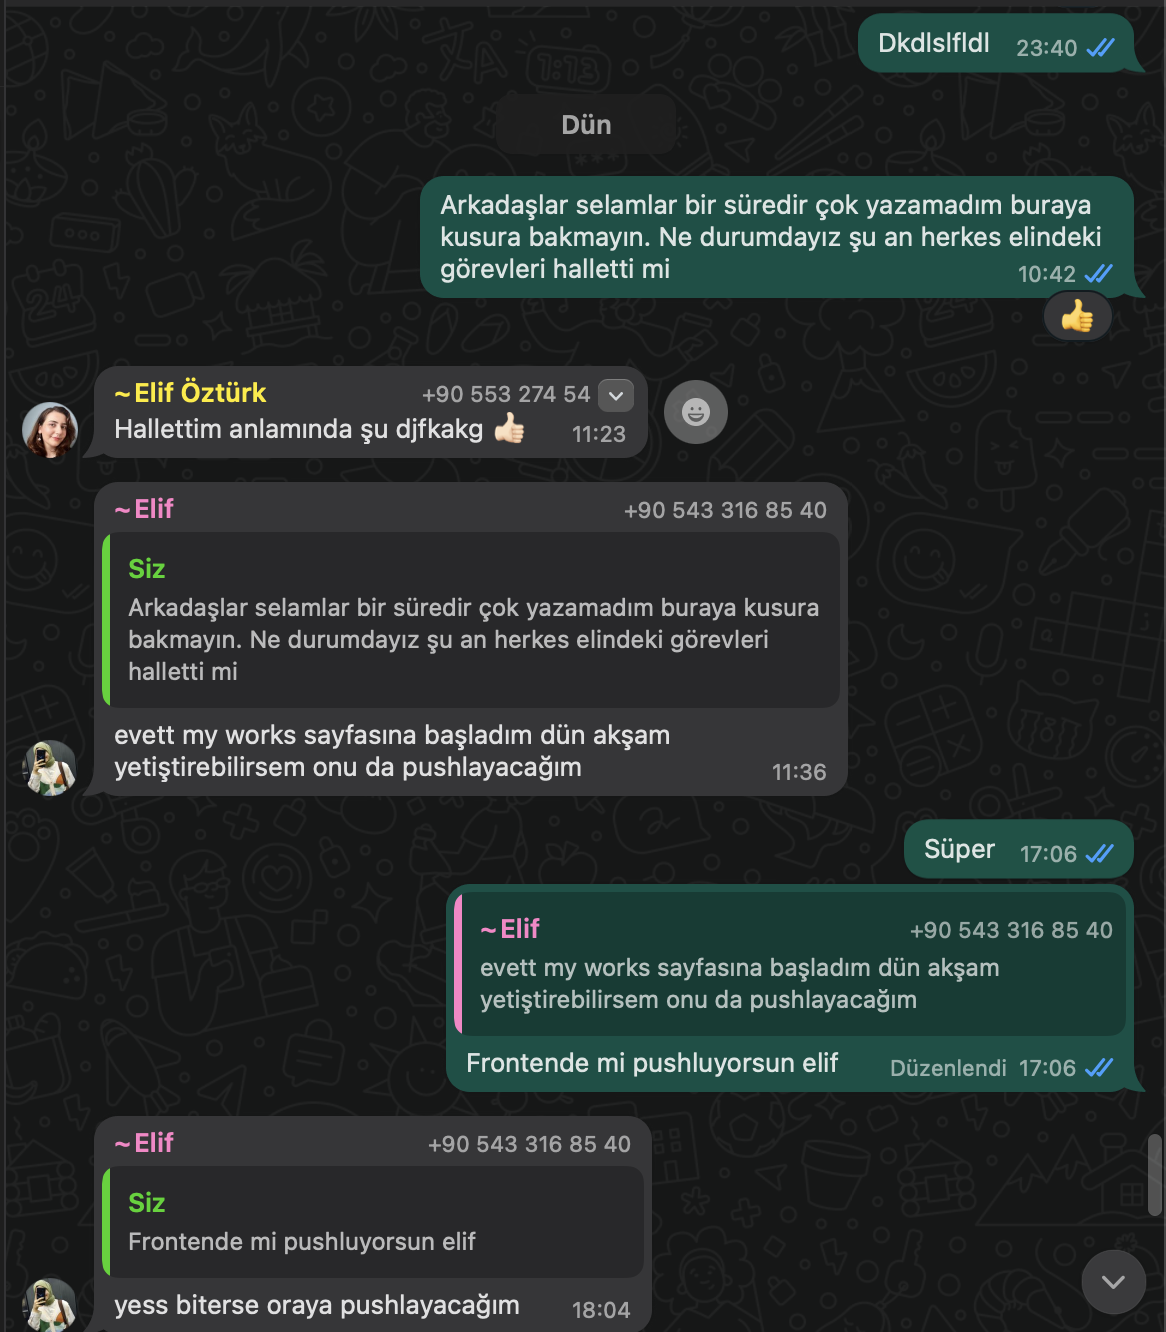 Dkdlslfldl 23:40
Dün
Arkadaşlar selamlar bir süredir çok yazamadım buraya
kusura bakmayın. Ne durumdayız şu an herkes elindeki
görevleri halletti mi 10:42
~Elif Öztürk +90 553 274 54
Hallettim anlamında şu djfkakg 👍🏻 11:23
~Elif +90 543 316 85 40
Siz
Arkadaşlar selamlar bir süredir çok yazamadım buraya kusura
bakmayın. Ne durumdayız şu an herkes elindeki görevleri
halletti mi
evett my works sayfasına başladım dün akşam
yetiştirebilirsem onu da pushlayacağım 11:36
Süper 17:06
~Elif +90 543 316 85 40
evett my works sayfasına başladım dün akşam
yetiştirebilirsem onu da pushlayacağım
Frontende mi pushluyorsun elif Düzenlendi 17:06
~Elif +90 543 316 85 40
Siz
Frontende mi pushluyorsun elif
yess biterse oraya pushlayacağım 18:04